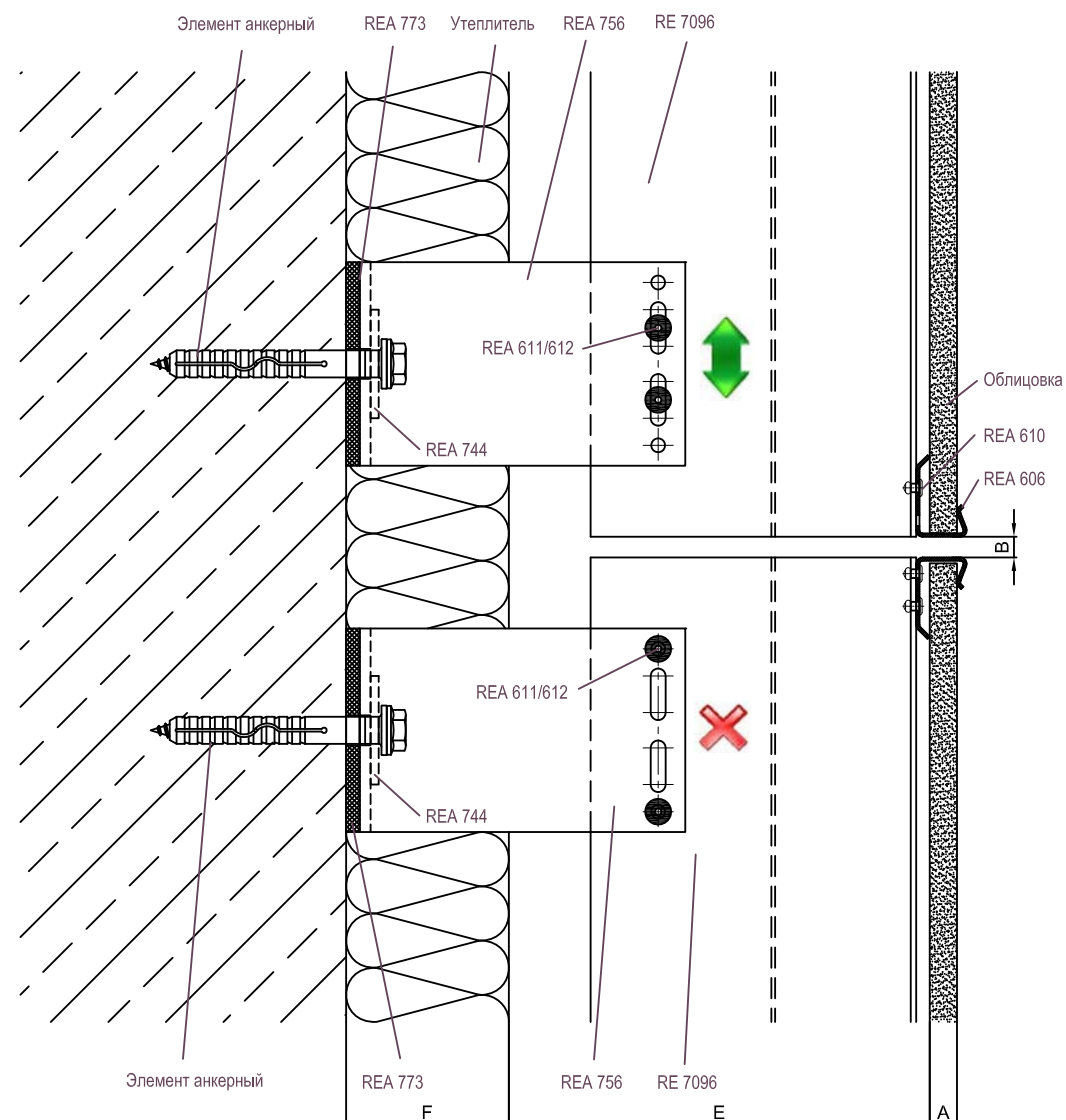 Элемент анкерный
REA 773
Утеплитель
REA 756
RE 7096
REA 611/612
Облицовка
REA 744
REA 610
REA 606
B
REA 611/612
REA 744
Элемент анкерный
REA 773
REA 756
RE 7096
F
E
A